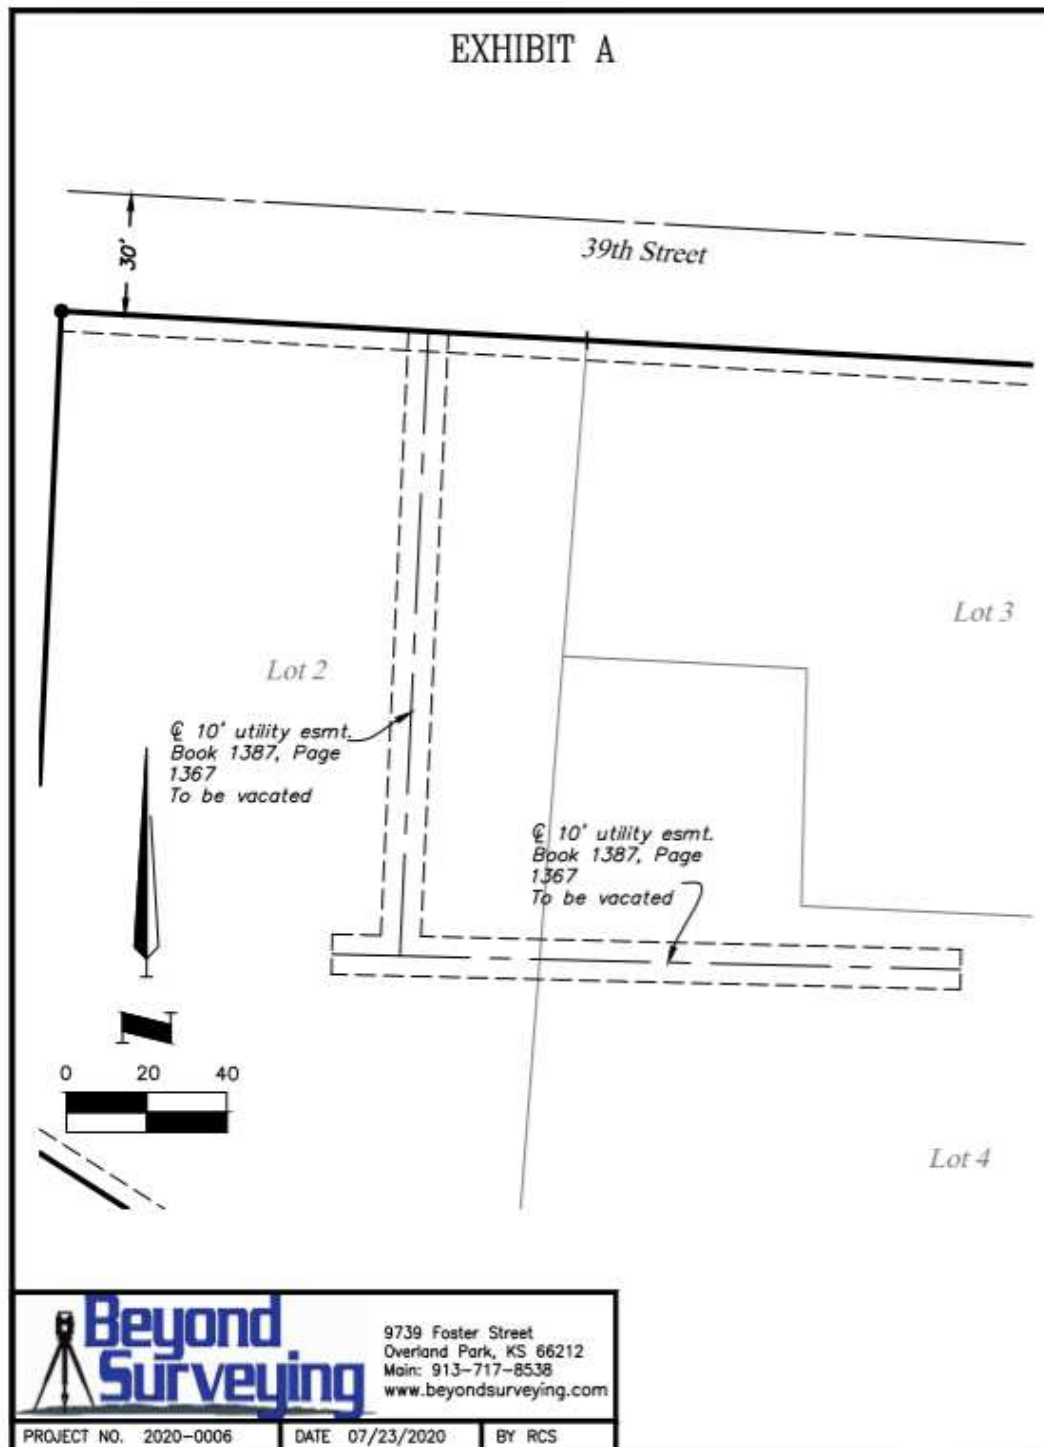 EXHIBIT A
30'
39th Street
Lot 3
Lot 2
℄ 10' utility esmt.
Book 1387, Page
1367
To be vacated
℄ 10' utility esmt.
Book 1387, Page
1367
To be vacated
N
0 20 40
Lot 4
Beyond
Surveying
9739 Foster Street
Overland Park, KS 66212
Main: 913-717-8538
www.beyondsurveying.com
PROJECT NO. 2020-0006 DATE 07/23/2020 BY RCS